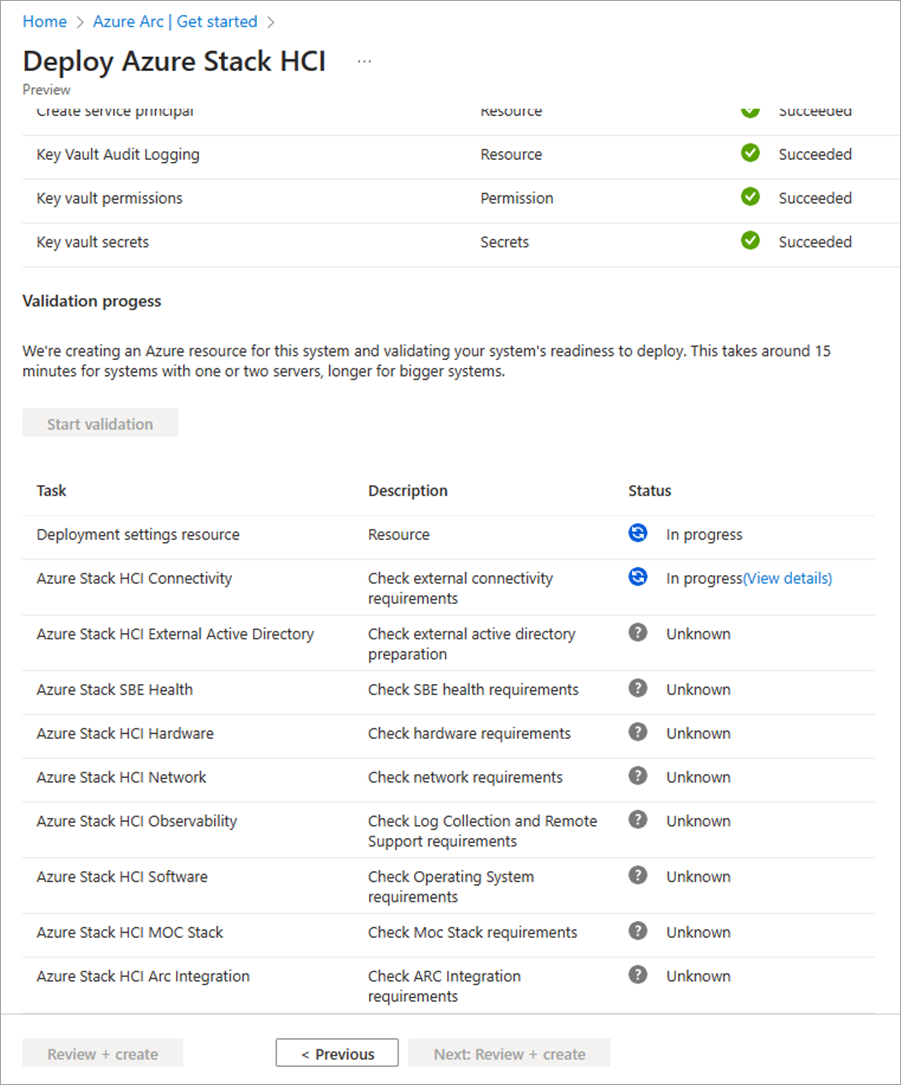 Home > Azure Arc | Get started >
Deploy Azure Stack HCI ...
Preview
Create service principal Resource Succeeded
Key Vault Audit Logging Resource Succeeded
Key vault permissions Permission Succeeded
Key vault secrets Secrets Succeeded
Validation progess
We're creating an Azure resource for this system and validating your system's readiness to deploy. This takes around 15
minutes for systems with one or two servers, longer for bigger systems.
Start validation
Task Description Status
Deployment settings resource Resource In progress
Azure Stack HCI Connectivity Check external connectivity In progress(View details)
requirements
Azure Stack HCI External Active Directory Check external active directory ? Unknown
preparation
Azure Stack SBE Health Check SBE health requirements ? Unknown
Azure Stack HCI Hardware Check hardware requirements ? Unknown
Azure Stack HCI Network Check network requirements ? Unknown
Azure Stack HCI Observability Check Log Collection and Remote ? Unknown
Support requirements
Azure Stack HCI Software Check Operating System ? Unknown
requirements
Azure Stack HCI MOC Stack Check Moc Stack requirements ? Unknown
Azure Stack HCI Arc Integration Check ARC Integration ? Unknown
requirements
Review + create < Previous Next: Review + create